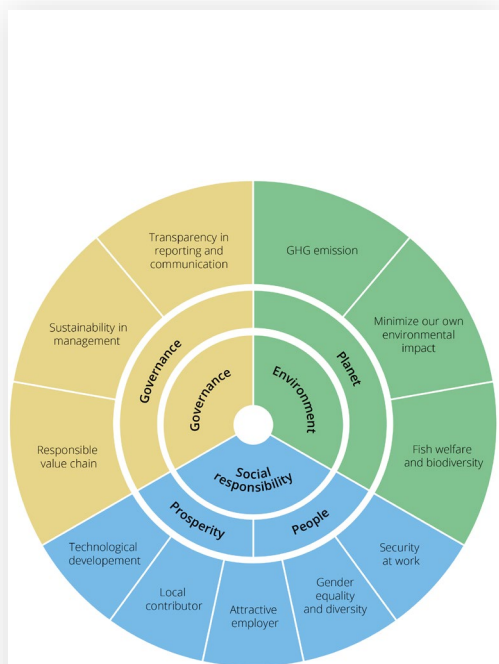 Transparency in
reporting and
communication
GHG emission
Sustainability in
management
Minimize our own
environmental
impact
Governance
Planet
Governance
Environment
Responsible
value chain
Fish welfare
and biodiversity
Social
responsibility
Prosperity
People
Technological
developement
Security
at work
Local
contributor
Attractive
employer
Gender
equality
and diversity